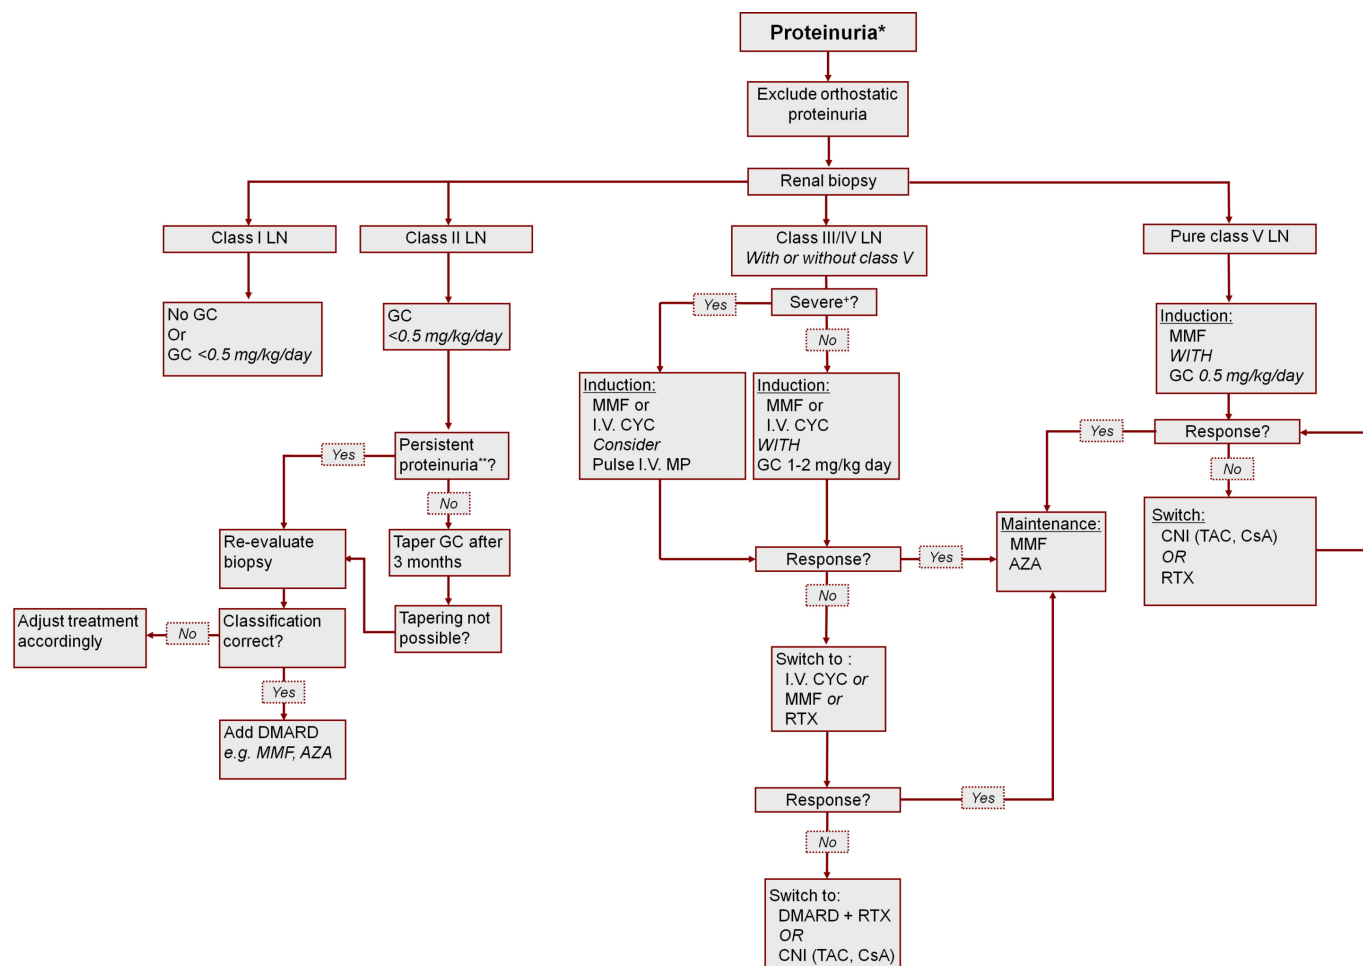 Proteinuria*
Exclude orthostatic
proteinuria
Renal biopsy
Class I LN
Class II LN
Class III/IV LN
With or without class V
Pure class V LN
No GC
Or
GC <0.5 mg/kg/day
GC
<0.5 mg/kg/day
Yes
Severe+?
No
Induction:
MMF
WITH
GC 0.5 mg/kg/day
Induction:
MMF or
I.V. CYC
Consider
Pulse I.V. MP
Induction:
MMF or
I.V. CYC
WITH
GC 1-2 mg/kg day
Yes
Response?
No
Yes
Persistent
proteinuria**?
No
Switch:
CNI (TAC, CsA)
OR
RTX
Maintenance:
MMF
AZA
Re-evaluate
biopsy
Taper GC after
3 months
Response?
Yes
No
Adjust treatment
accordingly
No
Classification
correct?
Tapering not
possible?
Yes
Switch to :
I.V. CYC or
MMF or
RTX
Add DMARD
e.g. MMF, AZA
Response?
Yes
No
Switch to:
DMARD + RTX
OR
CNI (TAC, CsA)